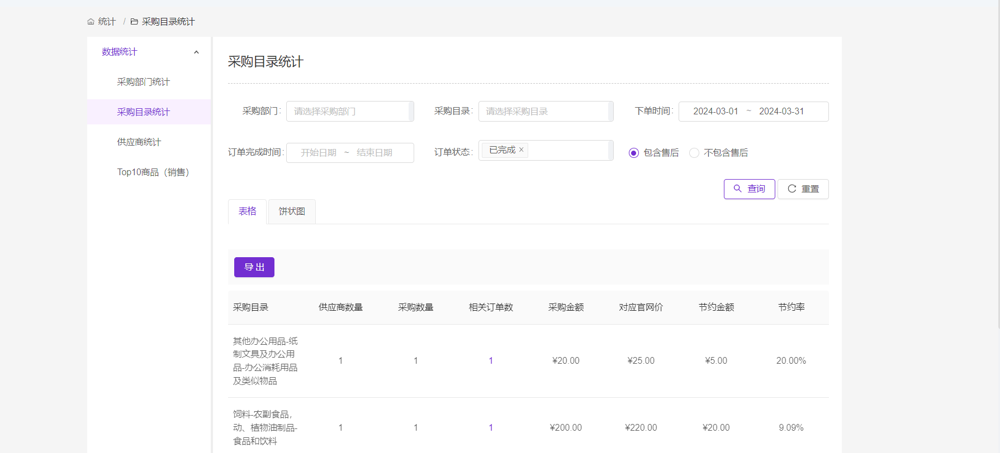 统计 / 采购目录统计
数据统计
采购部门统计
采购目录统计
供应商统计
Top10商品（销售）
采购目录统计
采购部门: 请选择采购部门 采购目录: 请选择采购目录 下单时间: 2024-03-01 ~ 2024-03-31
订单完成时间: 开始日期 ~ 结束日期 订单状态: 已完成 × 包含售后 不包含售后
查询 重置
表格 饼状图
导出
采购目录 供应商数量 采购数量 相关订单数 采购金额 对应官网价 节约金额 节约率
其他办公用品-纸
制文具及办公用
品-办公消耗用品
及类似物品
1 1 1 ¥20.00 ¥25.00 ¥5.00 20.00%
饲料-农副食品，
动、植物油制品-
食品和饮料
1 1 1 ¥200.00 ¥220.00 ¥20.00 9.09%